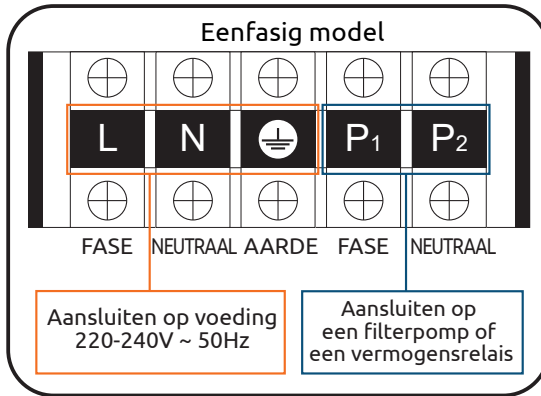 Eenfasig model
L N P1 P2
FASE NEUTRAAL AARDE FASE NEUTRAAL
Aansluiten op voeding
220-240V ~ 50Hz
Aansluiten op
een filterpomp of
een vermogensrelais